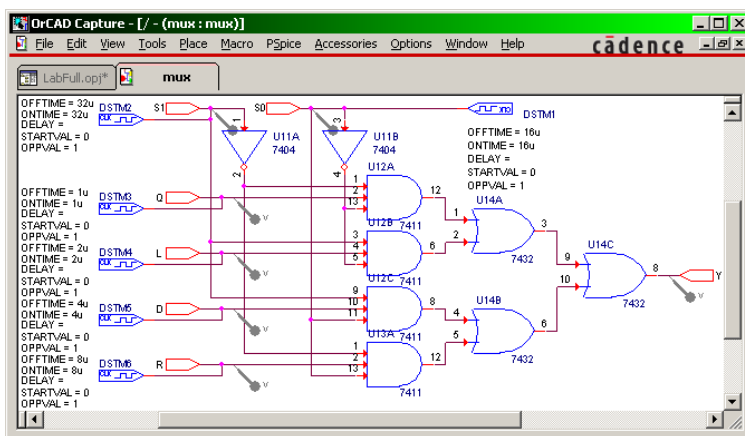 OrCAD Capture - [/ - (mux : mux)]
File Edit View Tools Place Macro PSpice Accessories Options Window Help cādence
LabFull.opj* mux
OFFTIME = 32u
ONTIME = 32u
DELAY =
STARTVAL = 0
OPPVAL = 1
DSTM2
CLK
S1
S0
DSTM1
OFFTIME = 16u
ONTIME = 16u
DELAY =
STARTVAL = 0
OPPVAL = 1
1
U11A
7404
2
3
U11B
7404
4
OFFTIME = 1u
ONTIME = 1u
DELAY =
STARTVAL = 0
OPPVAL = 1
DSTM3
CLK
Q
V
U12A
1
2
13
12
7411
OFFTIME = 2u
ONTIME = 2u
DELAY =
STARTVAL = 0
OPPVAL = 1
DSTM4
CLK
L
V
U12B
3
4
5
6
7411
OFFTIME = 4u
ONTIME = 4u
DELAY =
STARTVAL = 0
OPPVAL = 1
DSTM5
CLK
D
V
U12C
9
10
11
8
7411
OFFTIME = 8u
ONTIME = 8u
DELAY =
STARTVAL = 0
OPPVAL = 1
DSTM6
CLK
R
V
U13A
1
2
13
12
7411
U14A
1
2
3
7432
U14B
4
5
6
7432
U14C
9
10
8
7432
Y
V